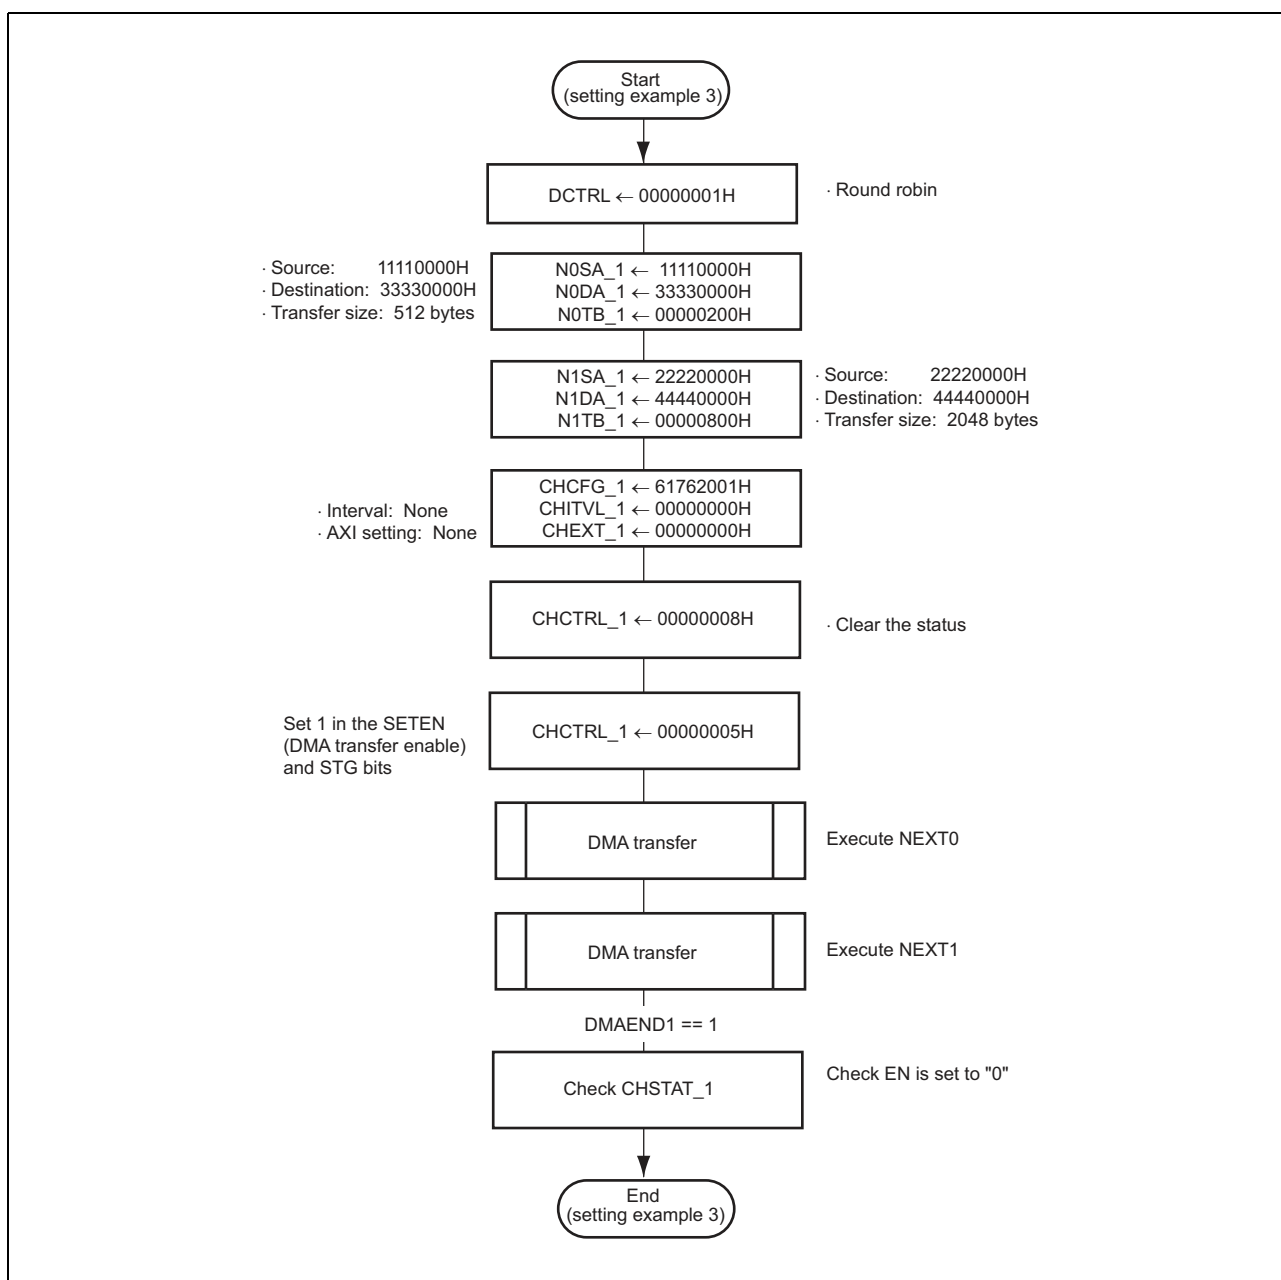 Start
(setting example 3)
DCTRL ← 00000001H
· Round robin
· Source: 11110000H
· Destination: 33330000H
· Transfer size: 512 bytes
N0SA_1 ← 11110000H
N0DA_1 ← 33330000H
N0TB_1 ← 00000200H
N1SA_1 ← 22220000H
N1DA_1 ← 44440000H
N1TB_1 ← 00000800H
· Source: 22220000H
· Destination: 44440000H
· Transfer size: 2048 bytes
· Interval: None
· AXI setting: None
CHCFG_1 ← 61762001H
CHITVL_1 ← 00000000H
CHEXT_1 ← 00000000H
CHCTRL_1 ← 00000008H
· Clear the status
Set 1 in the SETEN
(DMA transfer enable)
and STG bits
CHCTRL_1 ← 00000005H
DMA transfer
Execute NEXT0
DMA transfer
Execute NEXT1
DMAEND1 == 1
Check CHSTAT_1
Check EN is set to "0"
End
(setting example 3)